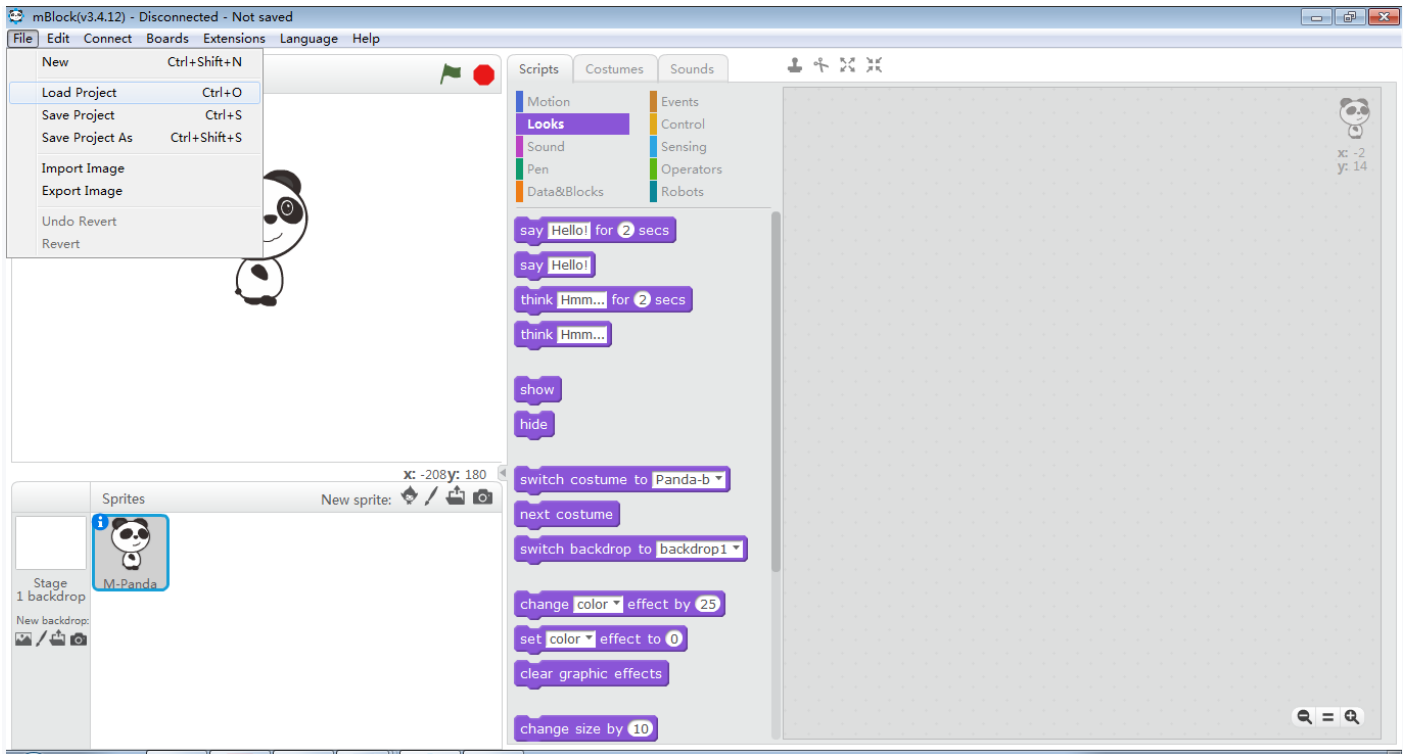 mBlock(v3.4.12) - Disconnected - Not saved
File Edit Connect Boards Extensions Language Help
New Ctrl+Shift+N
Load Project Ctrl+O
Save Project Ctrl+S
Save Project As Ctrl+Shift+S
Import Image
Export Image
Undo Revert
Revert
x: -208 y: 180
Sprites New sprite:
M-Panda
Stage
1 backdrop
New backdrop:
Scripts Costumes Sounds
Motion Events
Looks Control
Sound Sensing
Pen Operators
Data&Blocks Robots
say Hello! for 2 secs
say Hello!
think Hmm... for 2 secs
think Hmm...
show
hide
switch costume to Panda-b
next costume
switch backdrop to backdrop1
change color effect by 25
set color effect to 0
clear graphic effects
change size by 10
x: -2
y: 14